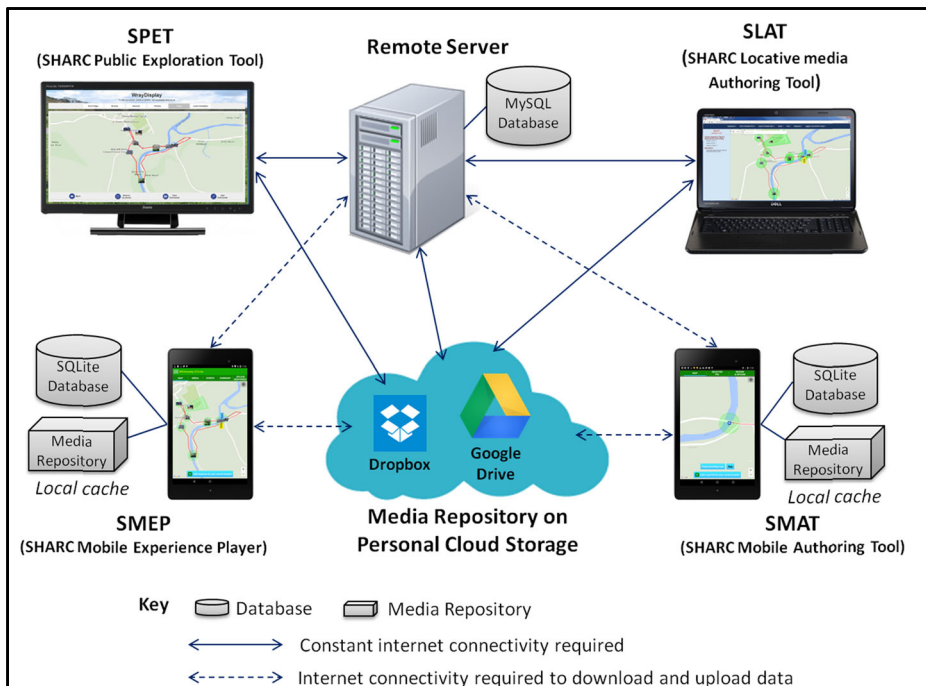 SPET
(SHARC Public Exploration Tool)
Remote Server
SLAT
(SHARC Locative media
Authoring Tool)
WrayDisplay
MySQL
Database
DELL
SQLite
Database
Media
Repository
Local cache
SMEP
(SHARC Mobile Experience Player)
Dropbox
Google
Drive
Media Repository on
Personal Cloud Storage
SQLite
Database
Media
Repository
Local cache
SMAT
(SHARC Mobile Authoring Tool)
Key
Database
Media Repository
Constant internet connectivity required
Internet connectivity required to download and upload data